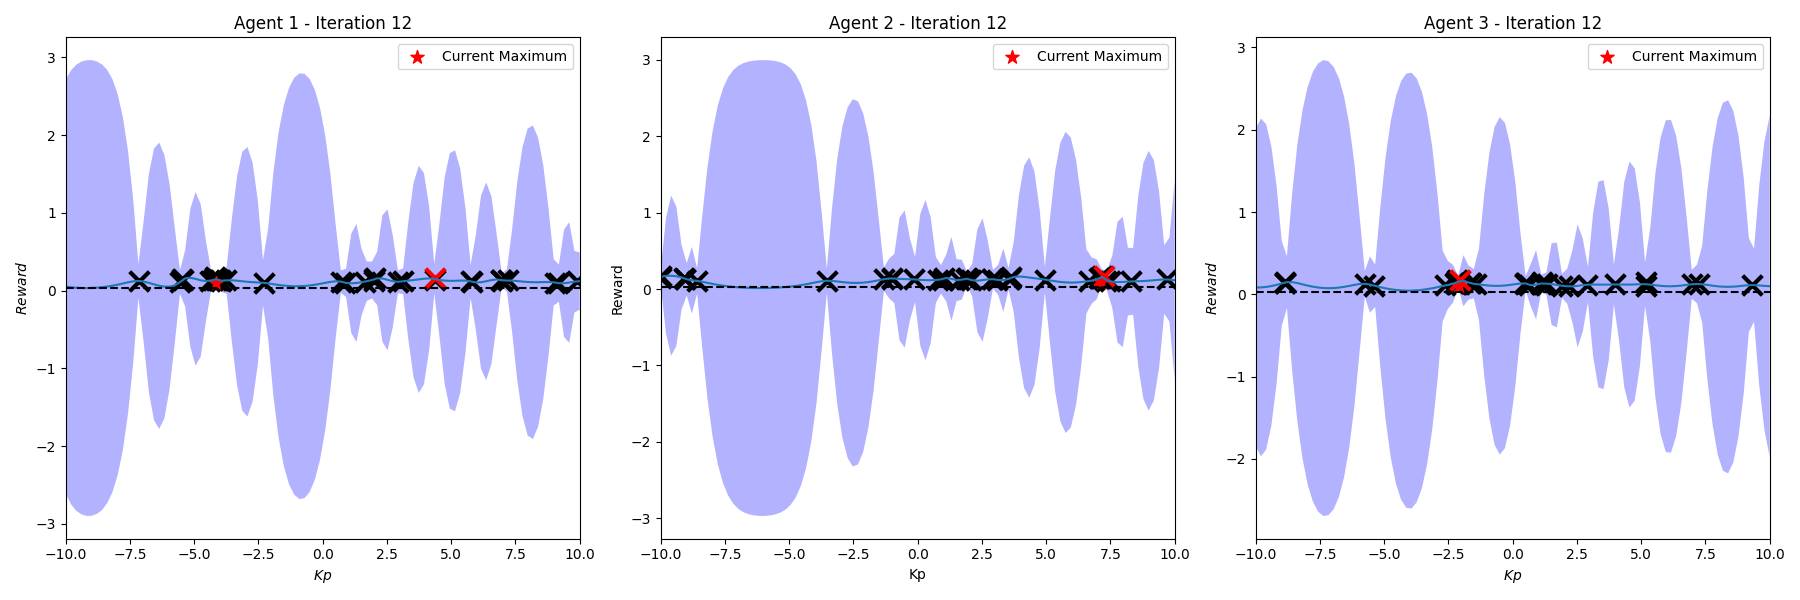 Agent 1 - Iteration 12
Current Maximum
Reward
3
2
1
0
−1
−2
−3
−10.0 −7.5 −5.0 −2.5 0.0 2.5 5.0 7.5 10.0
Kp
Agent 2 - Iteration 12
Current Maximum
Reward
3
2
1
0
−1
−2
−3
−10.0 −7.5 −5.0 −2.5 0.0 2.5 5.0 7.5 10.0
Kp
Agent 3 - Iteration 12
Current Maximum
Reward
3
2
1
0
−1
−2
−10.0 −7.5 −5.0 −2.5 0.0 2.5 5.0 7.5 10.0
Kp